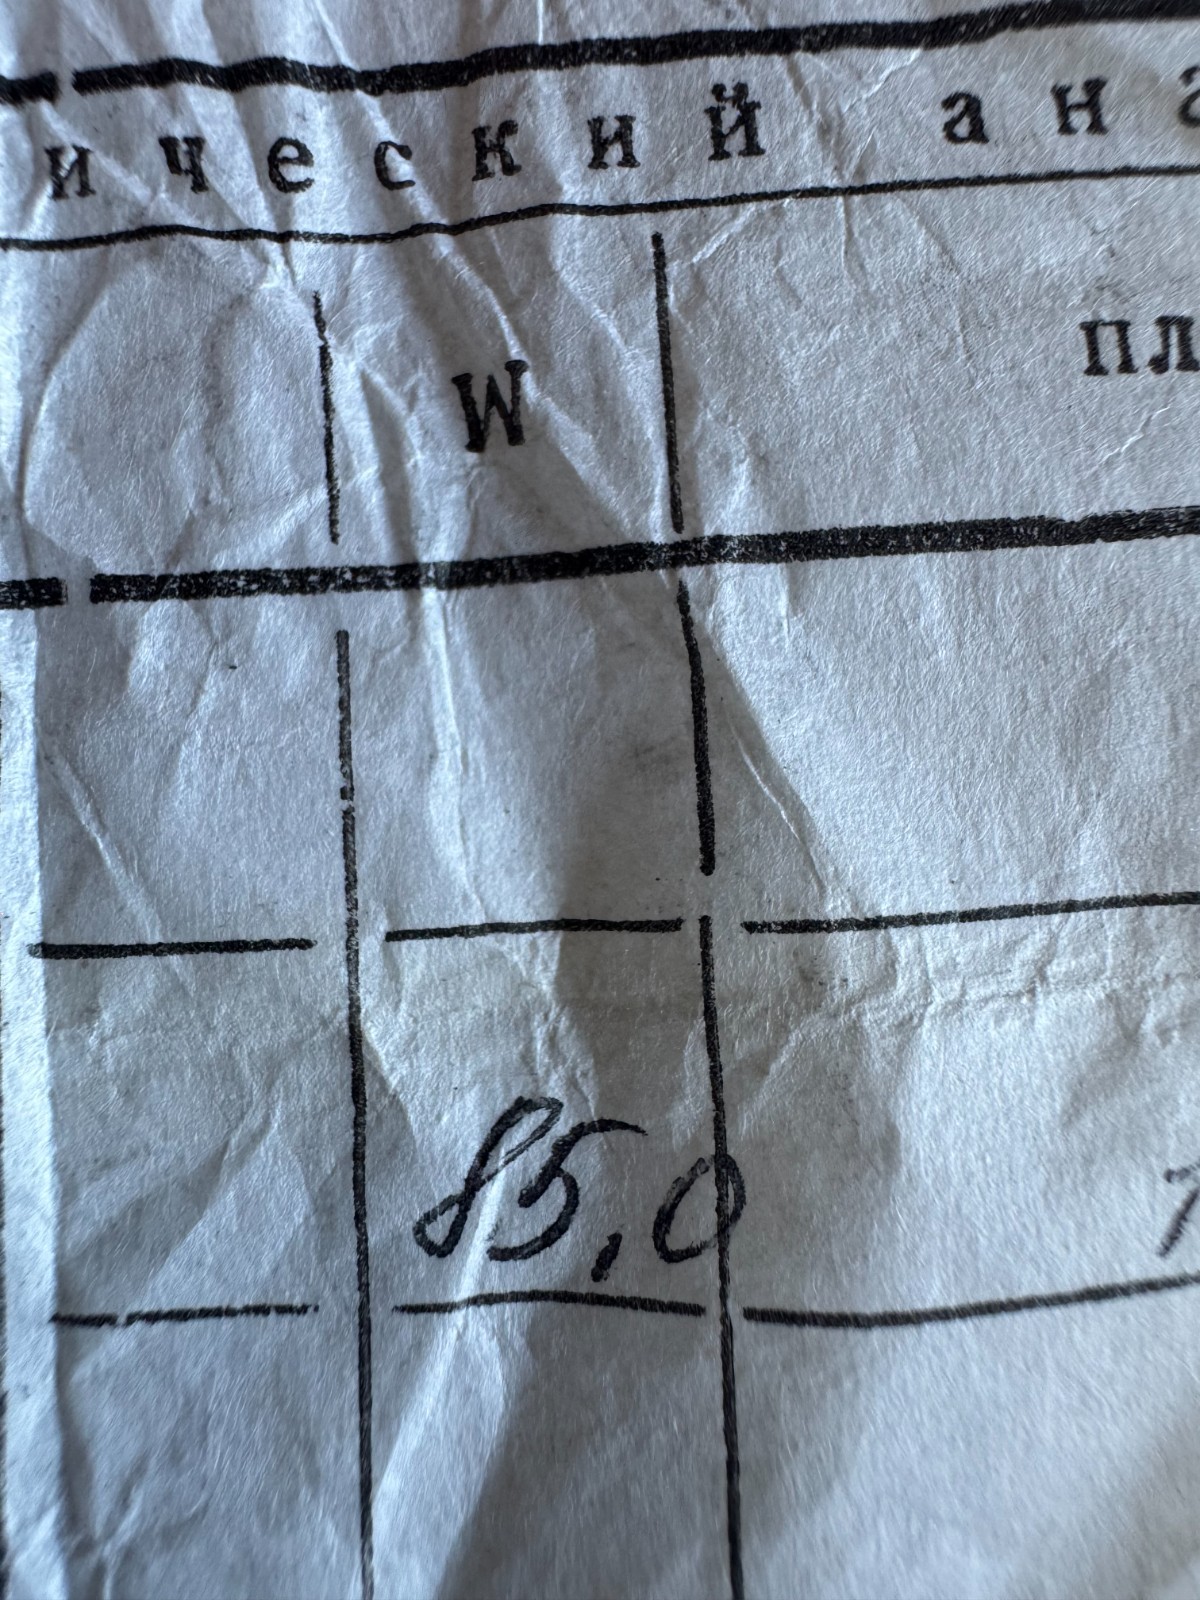 ический ана
W пл
85,0